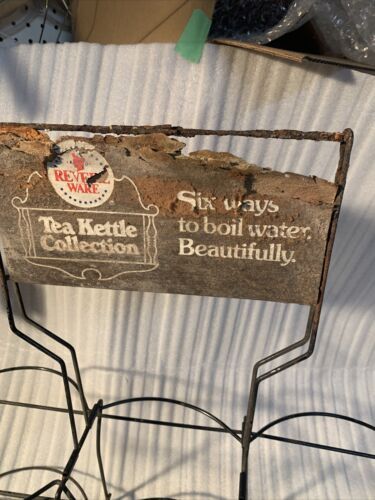 REVERE
WARE
®
Tea Kettle
Collection
Six ways
to boil water.
Beautifully.